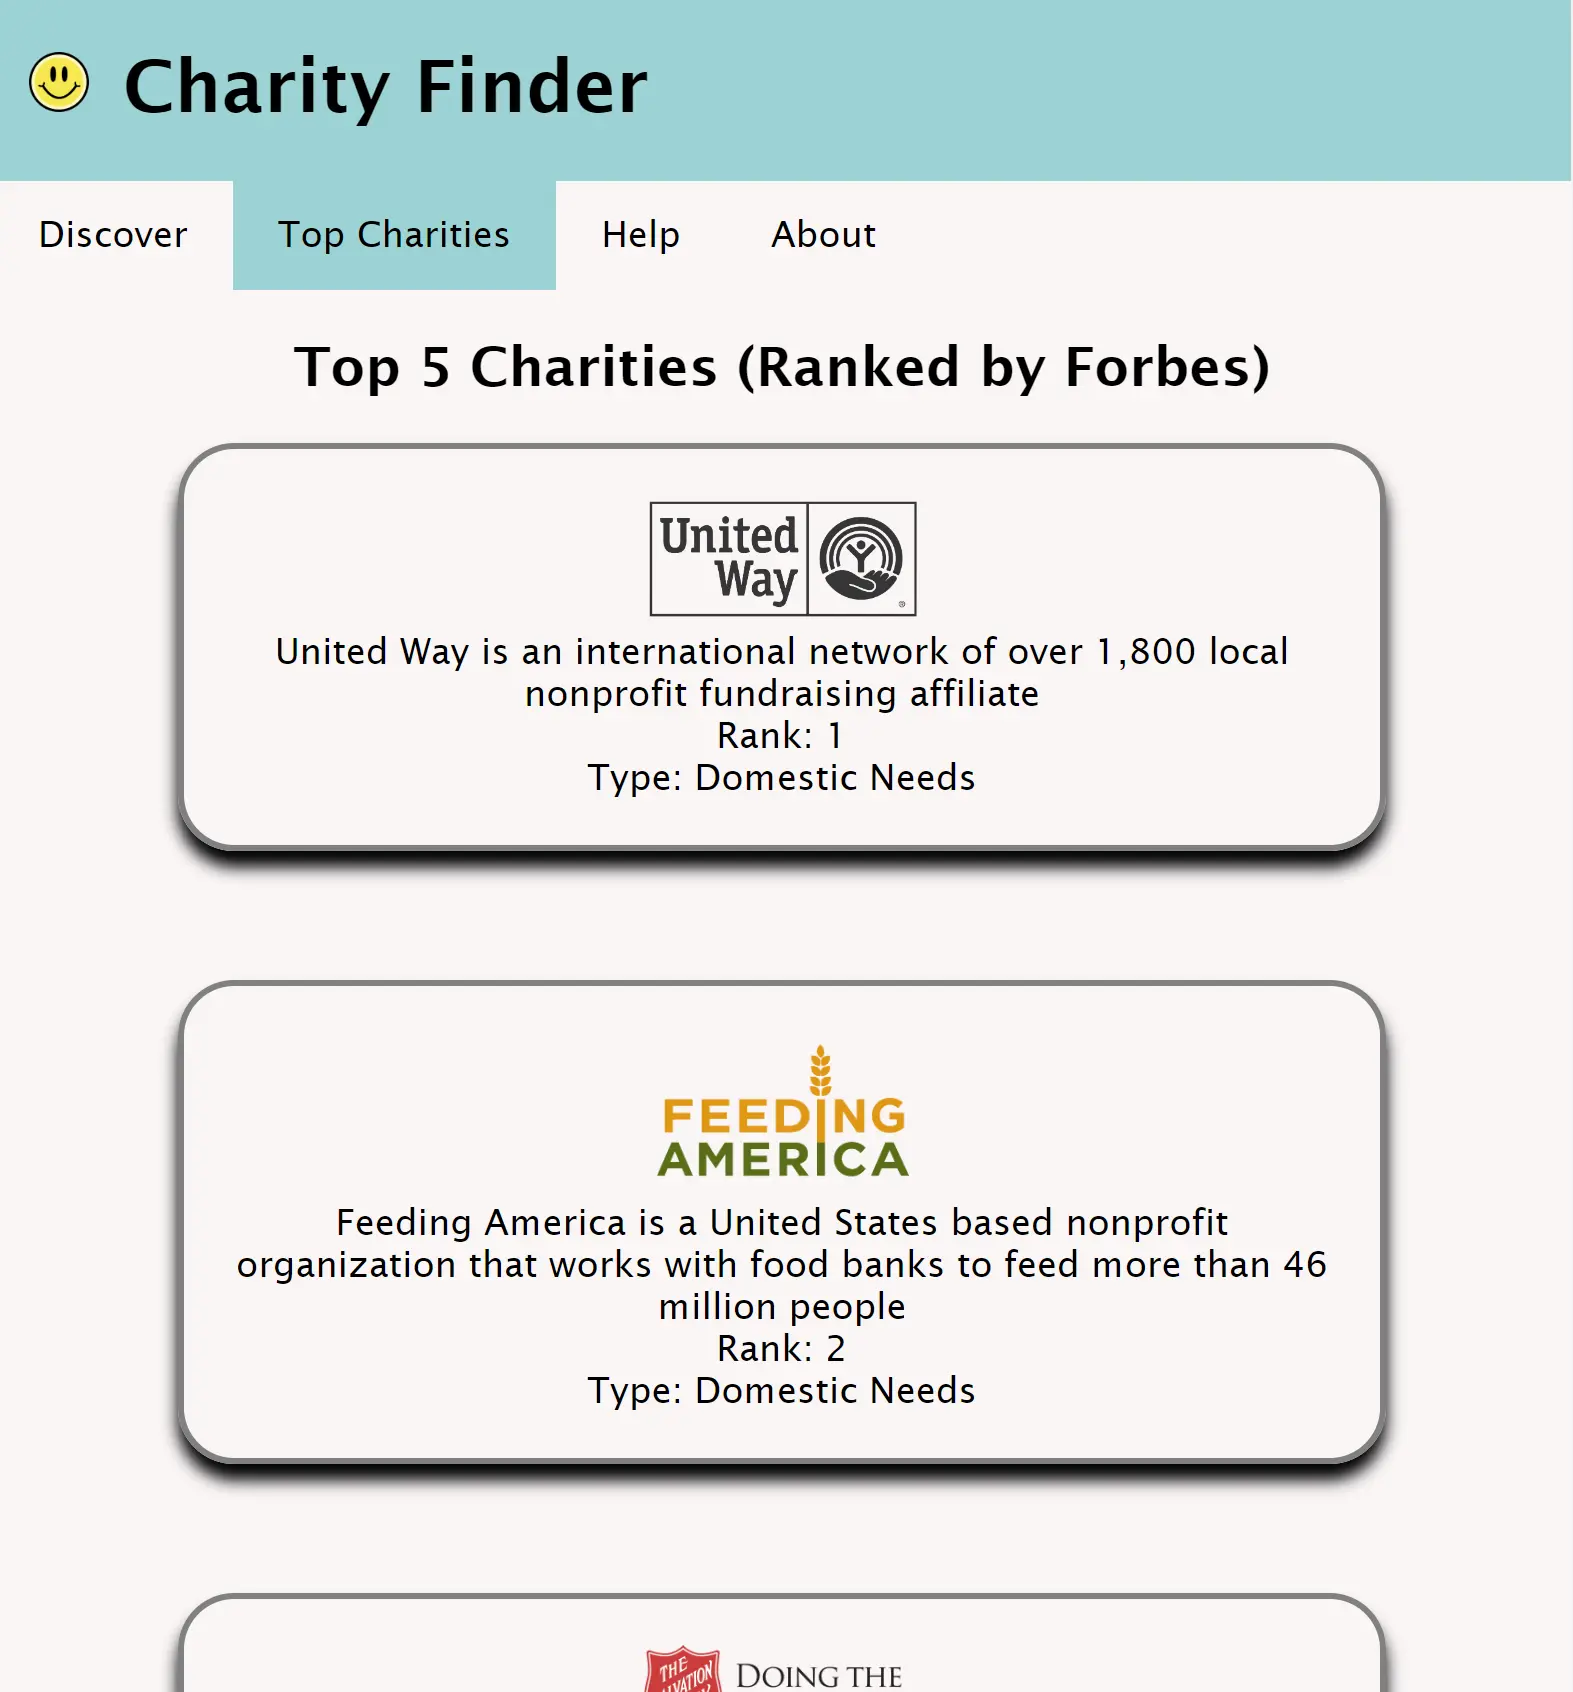 Charity Finder
Discover Top Charities Help About
Top 5 Charities (Ranked by Forbes)
United
Way
®
United Way is an international network of over 1,800 local
nonprofit fundraising affiliate
Rank: 1
Type: Domestic Needs
FEEDING
AMERICA
Feeding America is a United States based nonprofit
organization that works with food banks to feed more than 46
million people
Rank: 2
Type: Domestic Needs
THE
DOING THE